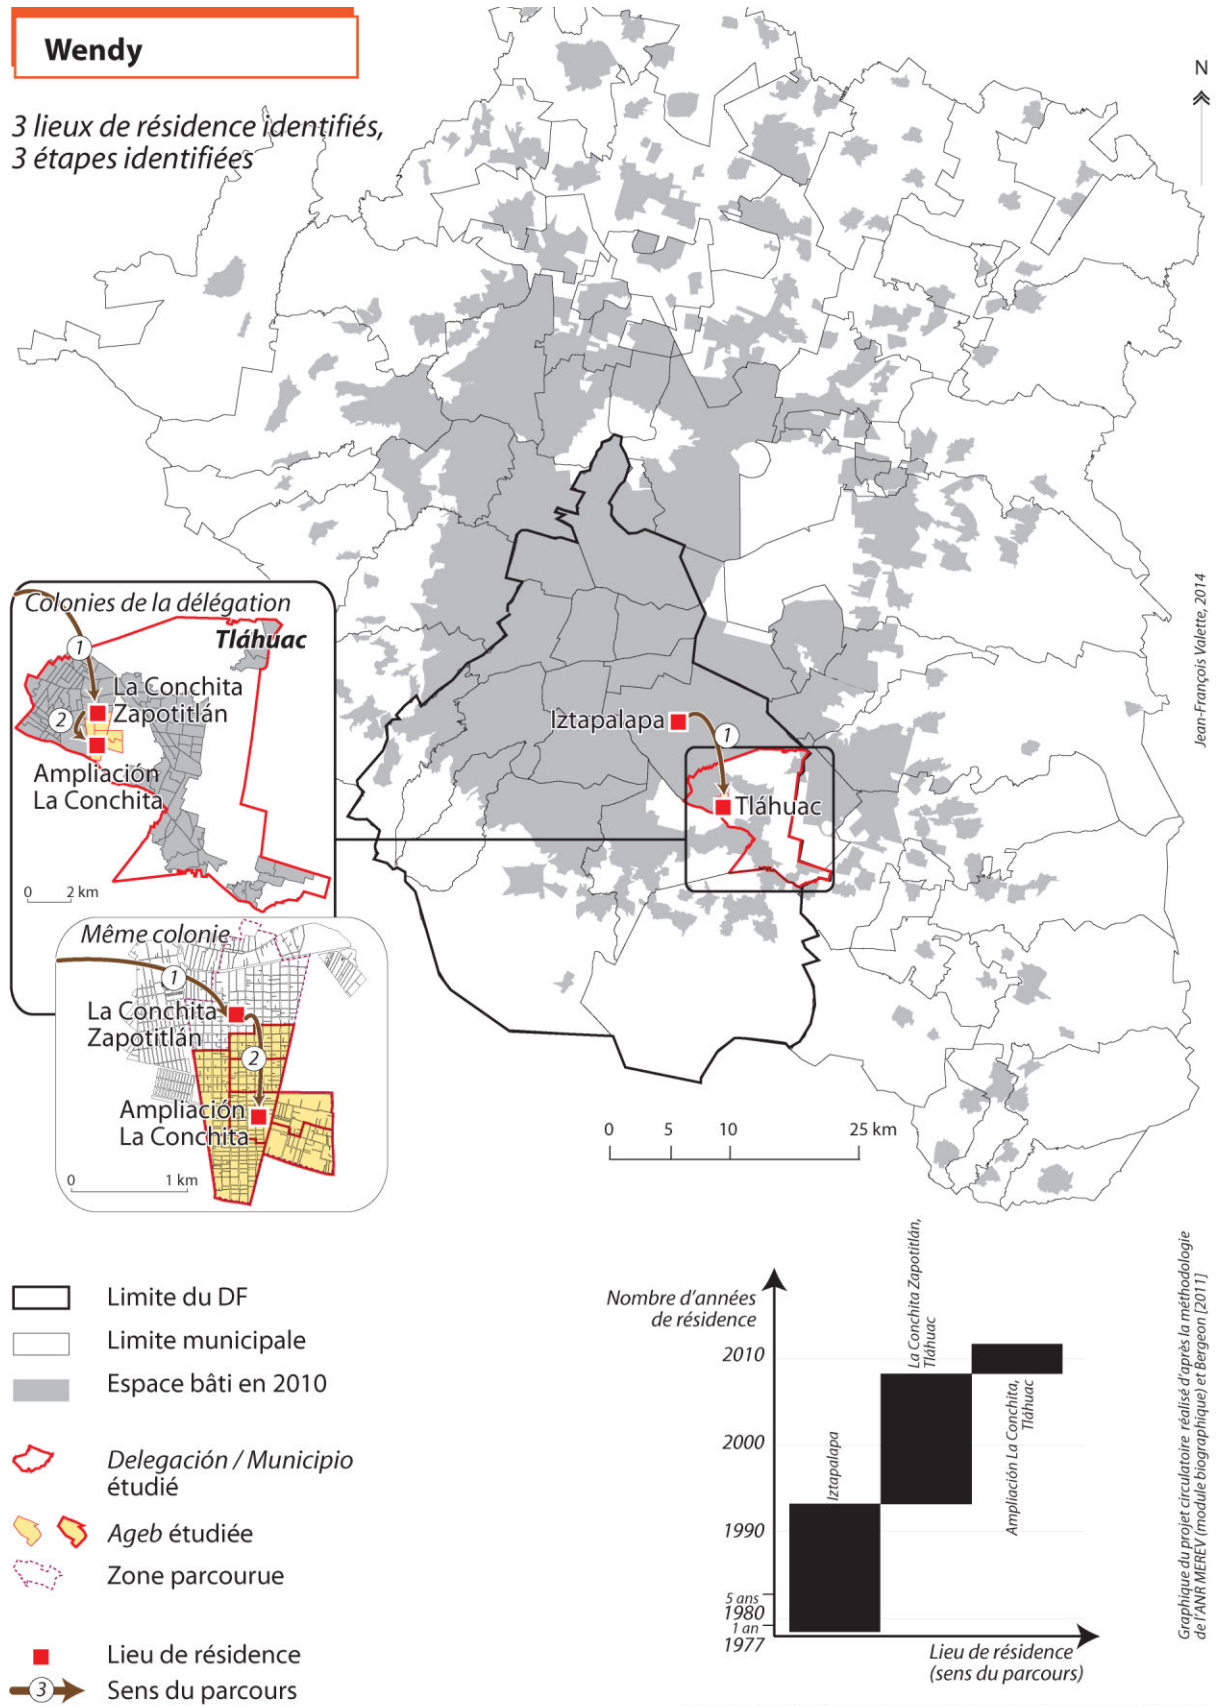 Wendy
3 lieux de résidence identifiés,
3 étapes identifiées
N
Jean-François Valette, 2014
Colonies de la délégation
Tláhuac
1
La Conchita
Zapotitlán
2
Ampliación
La Conchita
0 2 km
Même colonie
1
La Conchita
Zapotitlán
2
Ampliación
La Conchita
0 1 km
Iztapalapa
1
Tláhuac
0 5 10 25 km
Limite du DF
Limite municipale
Espace bâti en 2010
Delegación / Municipio
étudié
Ageb étudiée
Zone parcourue
Lieu de résidence
3
Sens du parcours
Nombre d'années
de résidence
2010
2000
1990
5 ans
1980
1 an
1977
Iztapalapa
La Conchita Zapotitlán,
Tláhuac
Ampliación La Conchita,
Tláhuac
Lieu de résidence
(sens du parcours)
Graphique du projet circulatoire réalisé d'après la méthodologie
de l'ANR MEREV (module biographique) et Bergeon [2011]